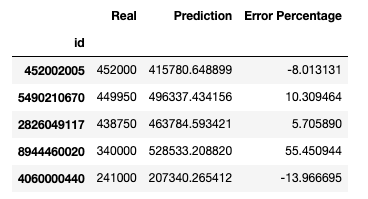 Real Prediction Error Percentage
id
452002005 452000 415780.648899 -8.013131
5490210670 449950 496337.434156 10.309464
2826049117 438750 463784.593421 5.705890
8944460020 340000 528533.208820 55.450944
4060000440 241000 207340.265412 -13.966695